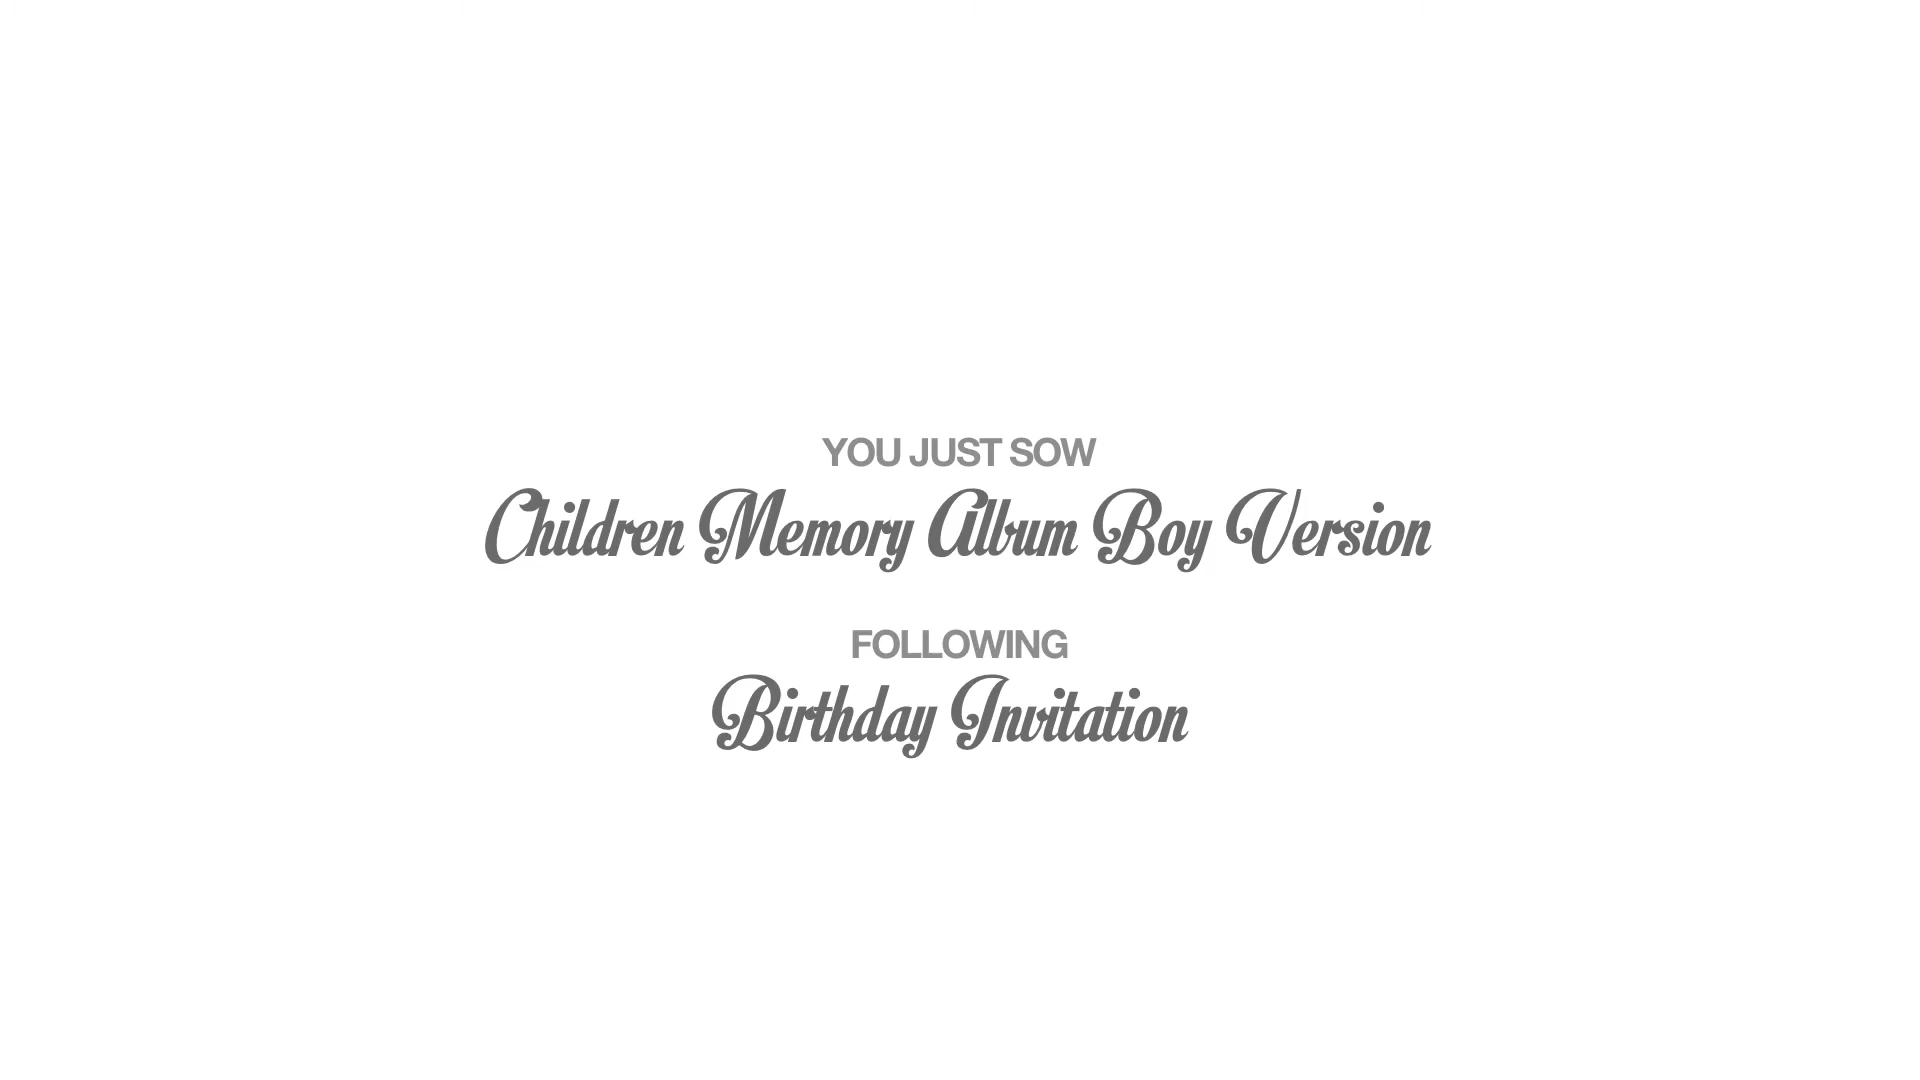 YOU JUST SOW
Children Memory Album Boy Version
FOLLOWING
Birthday Invitation